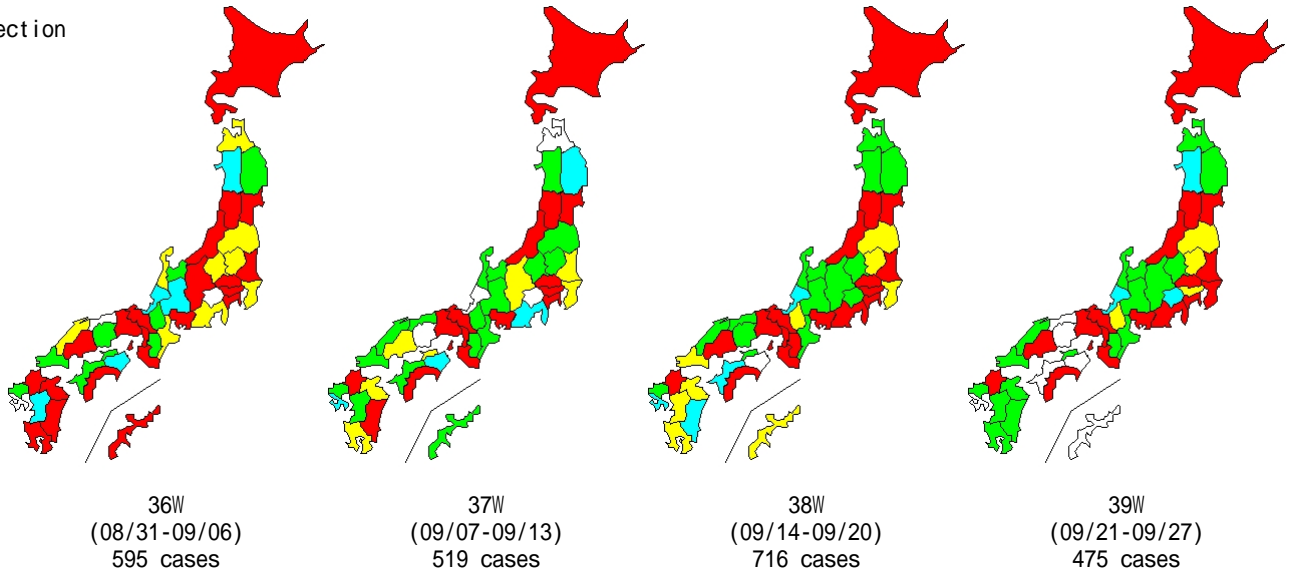 ection
36W
(08/31-09/06)
595 cases
37W
(09/07-09/13)
519 cases
38W
(09/14-09/20)
716 cases
39W
(09/21-09/27)
475 cases